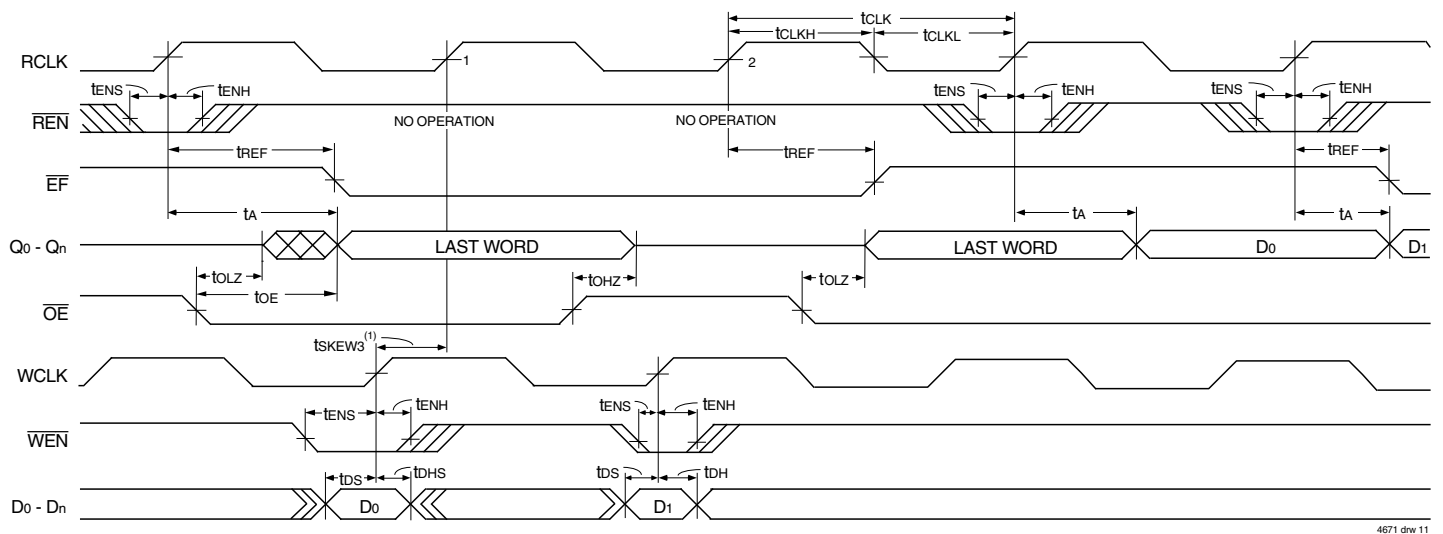 tCLK
tCLKH
tCLKL
RCLK
1
2
tENS
tENH
tENS
tENH
tENS
tENH
REN
NO OPERATION
NO OPERATION
tREF
tREF
tREF
EF
tA
tA
tA
Q0 - Qn
LAST WORD
LAST WORD
D0
D1
tOLZ
tOHZ
tOLZ
tOE
OE
tSKEW3(1)
WCLK
tENS
tENH
tENS
tENH
WEN
tDS
tDHS
tDS
tDH
D0 - Dn
D0
D1
4671 drw 11